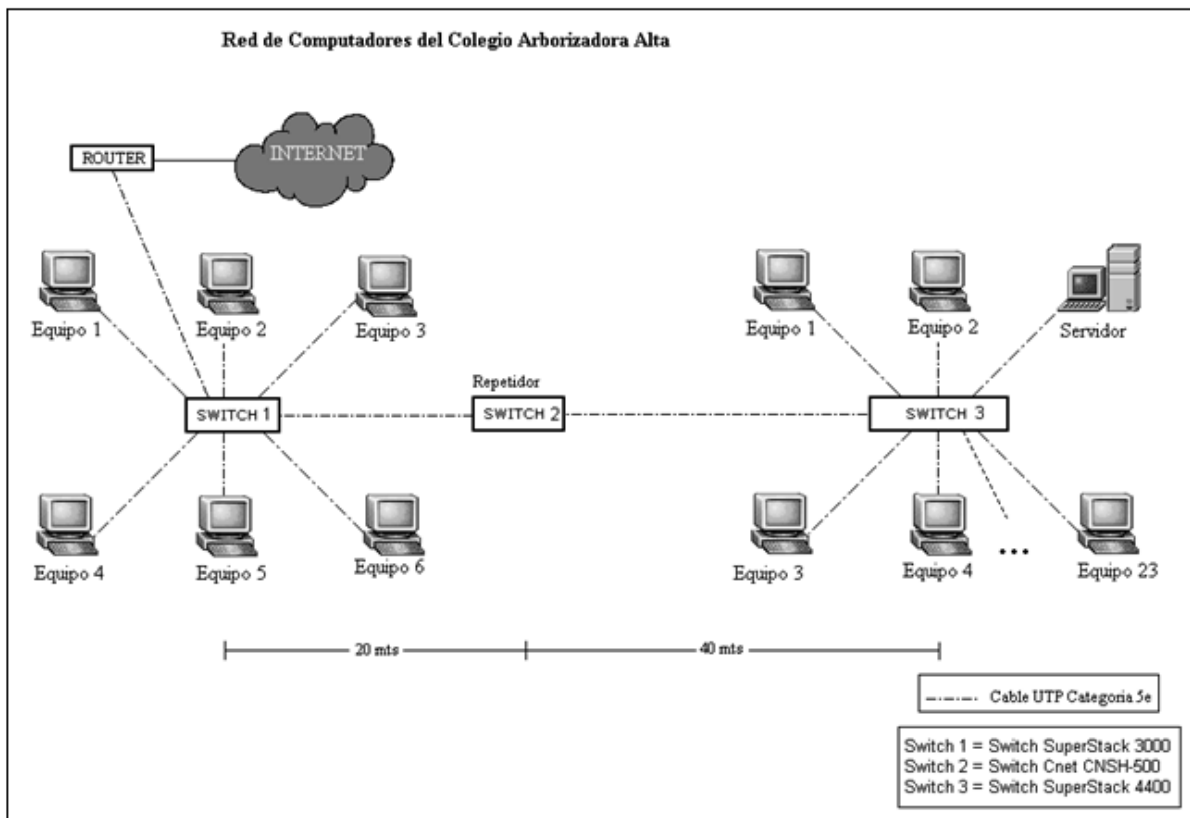 Red de Computadores del Colegio Arborizadora Alta
ROUTER
INTERNET
Equipo 1
Equipo 2
Equipo 3
Equipo 1
Equipo 2
Servidor
Repetidor
SWITCH 1
SWITCH 2
SWITCH 3
Equipo 4
Equipo 5
Equipo 6
Equipo 3
Equipo 4
...
Equipo 23
20 mts
40 mts
Cable UTP Categoria 5e
Switch 1 = Switch SuperStack 3000
Switch 2 = Switch Cnet CNSH-500
Switch 3 = Switch SuperStack 4400